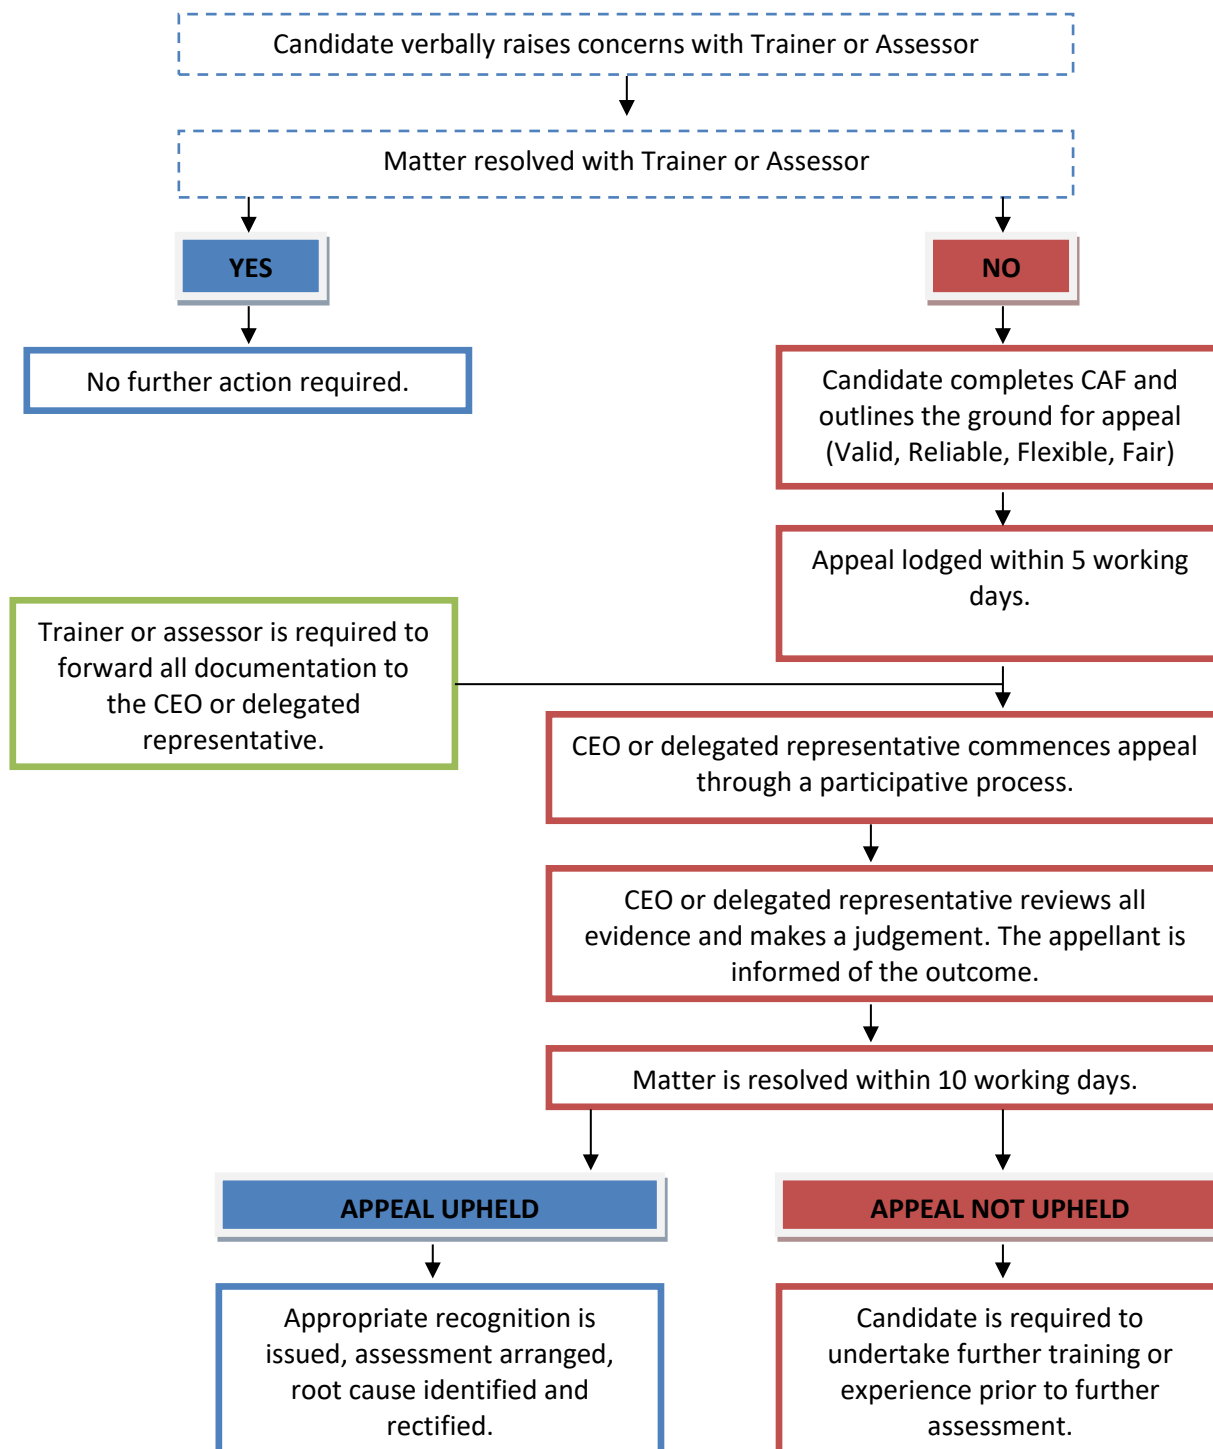 Candidate verbally raises concerns with Trainer or Assessor
Matter resolved with Trainer or Assessor
YES
NO
No further action required.
Candidate completes CAF and
outlines the ground for appeal
(Valid, Reliable, Flexible, Fair)
Appeal lodged within 5 working
days.
Trainer or assessor is required to
forward all documentation to
the CEO or delegated
representative.
CEO or delegated representative commences appeal
through a participative process.
CEO or delegated representative reviews all
evidence and makes a judgement. The appellant is
informed of the outcome.
Matter is resolved within 10 working days.
APPEAL UPHELD
APPEAL NOT UPHELD
Appropriate recognition is
issued, assessment arranged,
root cause identified and
rectified.
Candidate is required to
undertake further training or
experience prior to further
assessment.